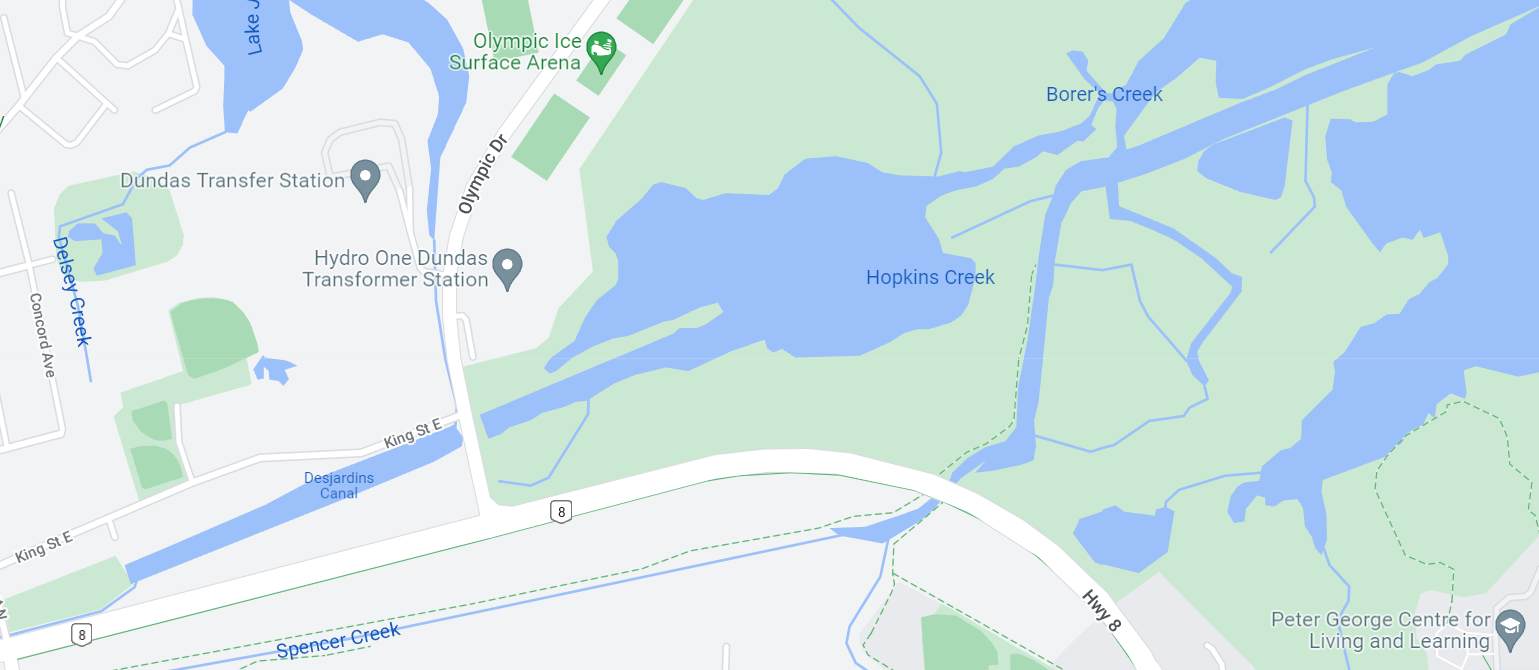 Lake J
Olympic Ice
Surface Arena
Borer's Creek
Olympic Dr
Dundas Transfer Station
Delsey Creek
Hydro One Dundas
Transformer Station
Hopkins Creek
Concord Ave
King St E
Desjardins
Canal
8
King St E
8
Spencer Creek
Hwy 8
Peter George Centre for
Living and Learning